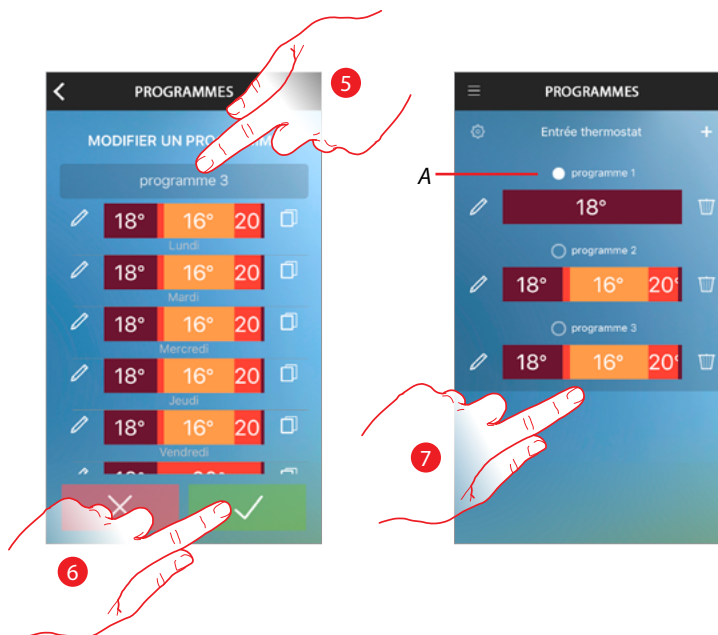 5
PROGRAMMES
MODIFIER UN
programme 3
18° 16° 20
Lundi
18° 16° 20
Mardi
18° 16° 20
Mercredi
18° 16° 20
Jeudi
18° 16° 20
Vendredi
6
PROGRAMMES
Entrée thermostat
A
programme 1
18°
programme 2
18° 16° 20°
programme 3
18° 16° 20°
7